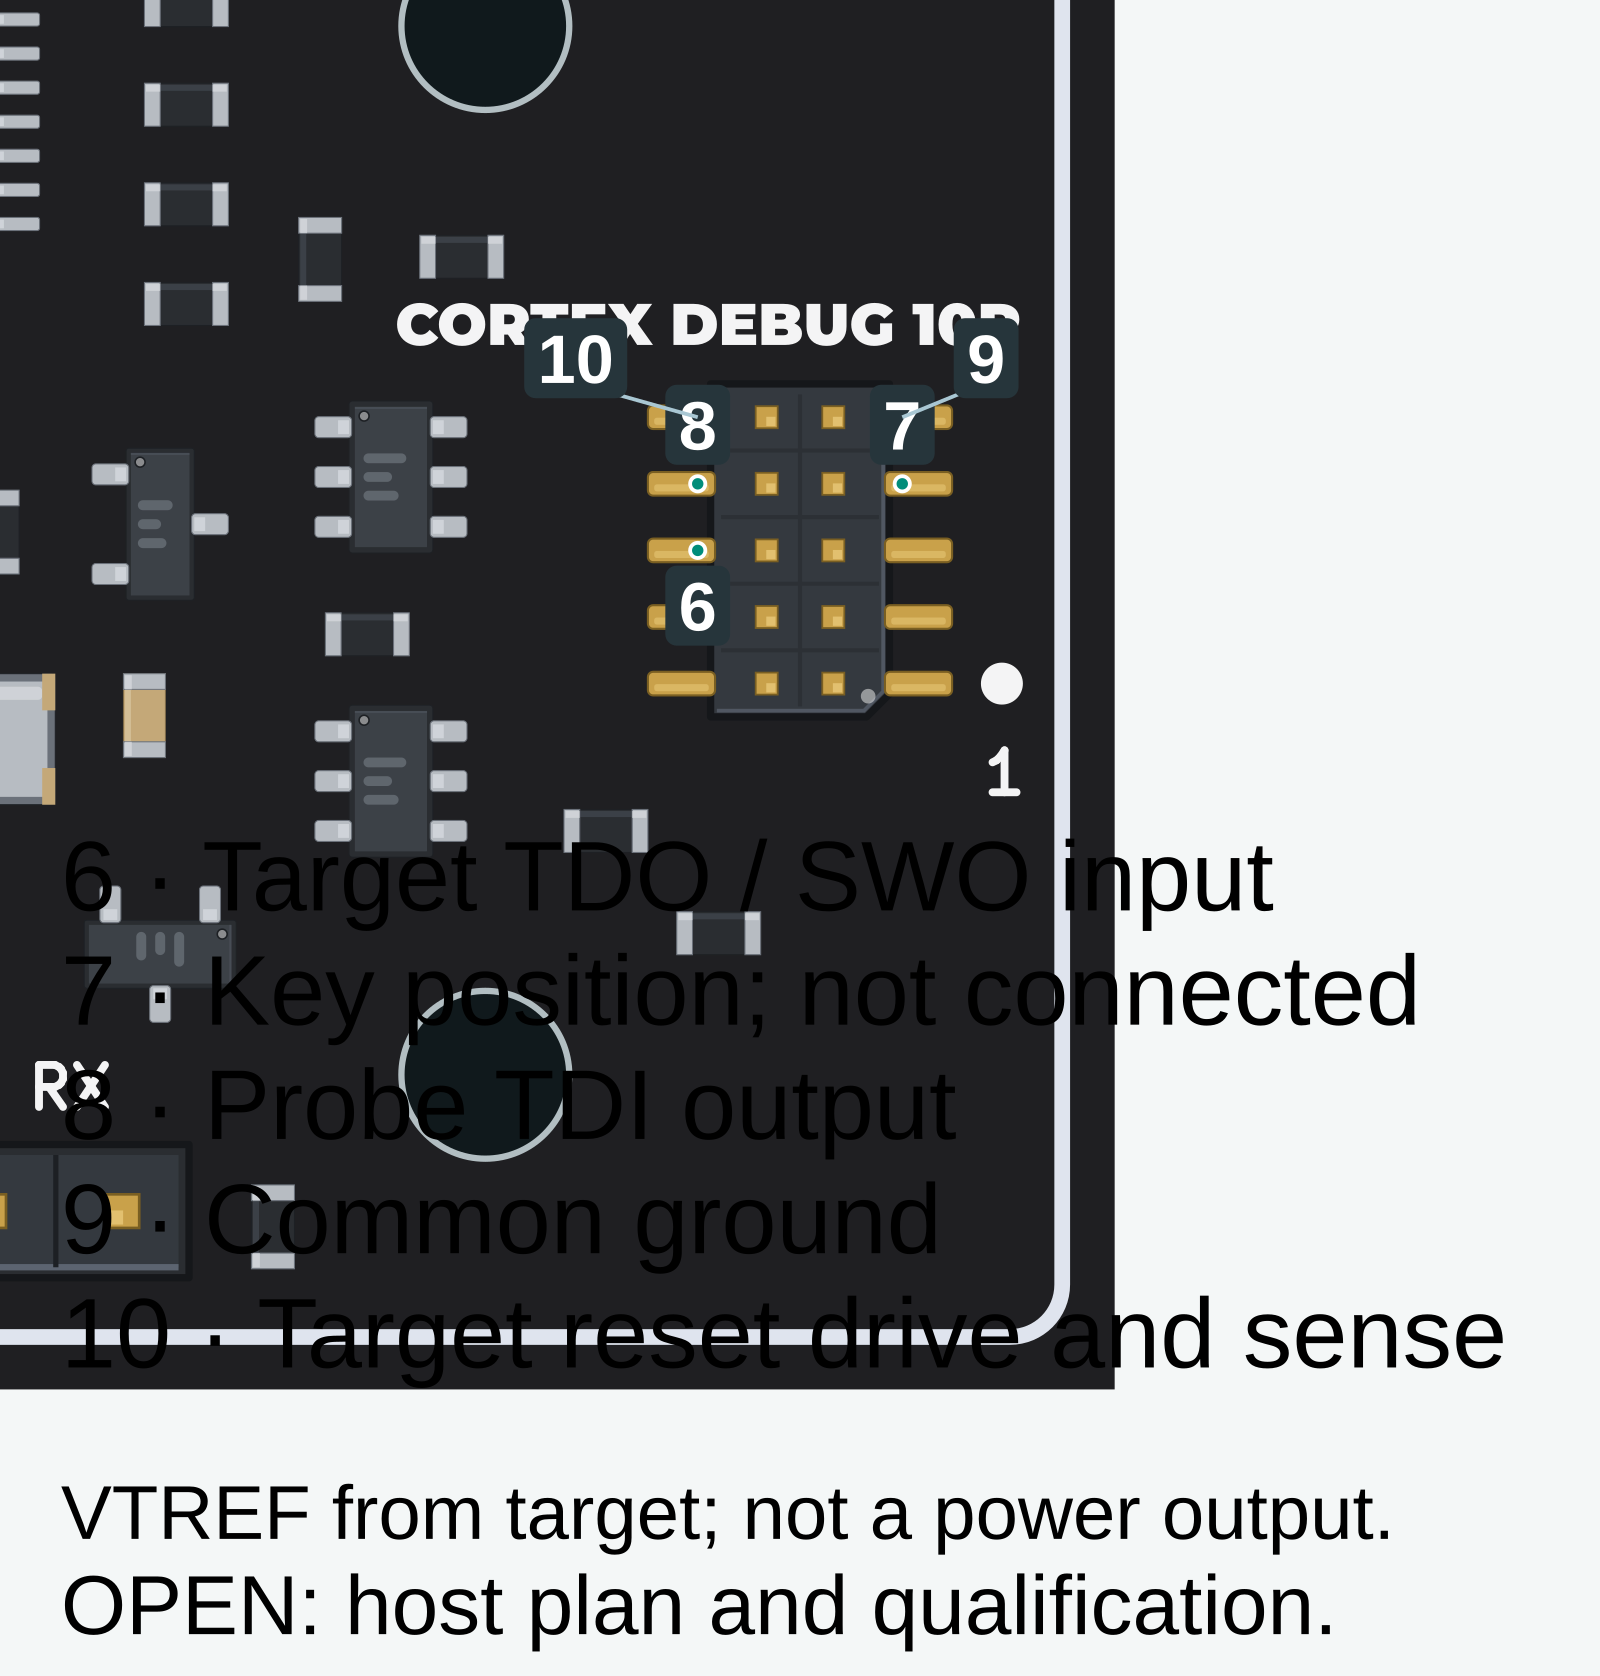 CORTEX DEBUG 10P
10
9
8
7
6
1
6 · Target TDO / SWO input
7 · Key position; not connected
RX
8 · Probe TDI output
9 · Common ground
10 · Target reset drive and sense
VTREF from target; not a power output.
OPEN: host plan and qualification.